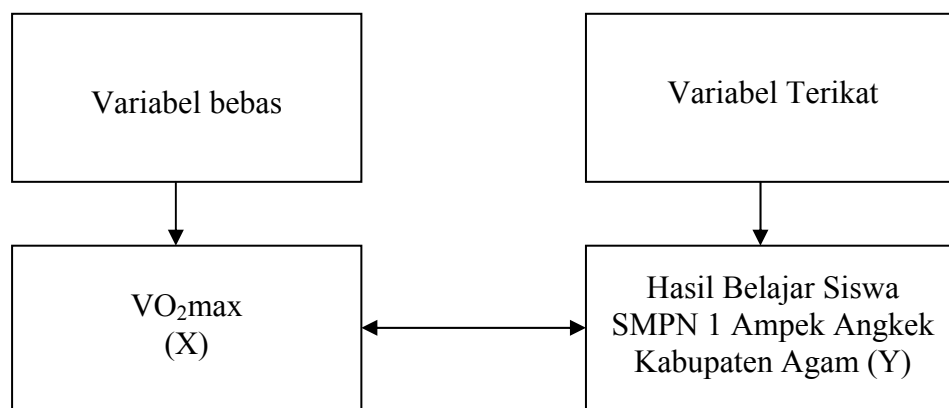 Variabel bebas
Variabel Terikat
VO₂max
(X)
Hasil Belajar Siswa
SMPN 1 Ampek Angkek
Kabupaten Agam (Y)